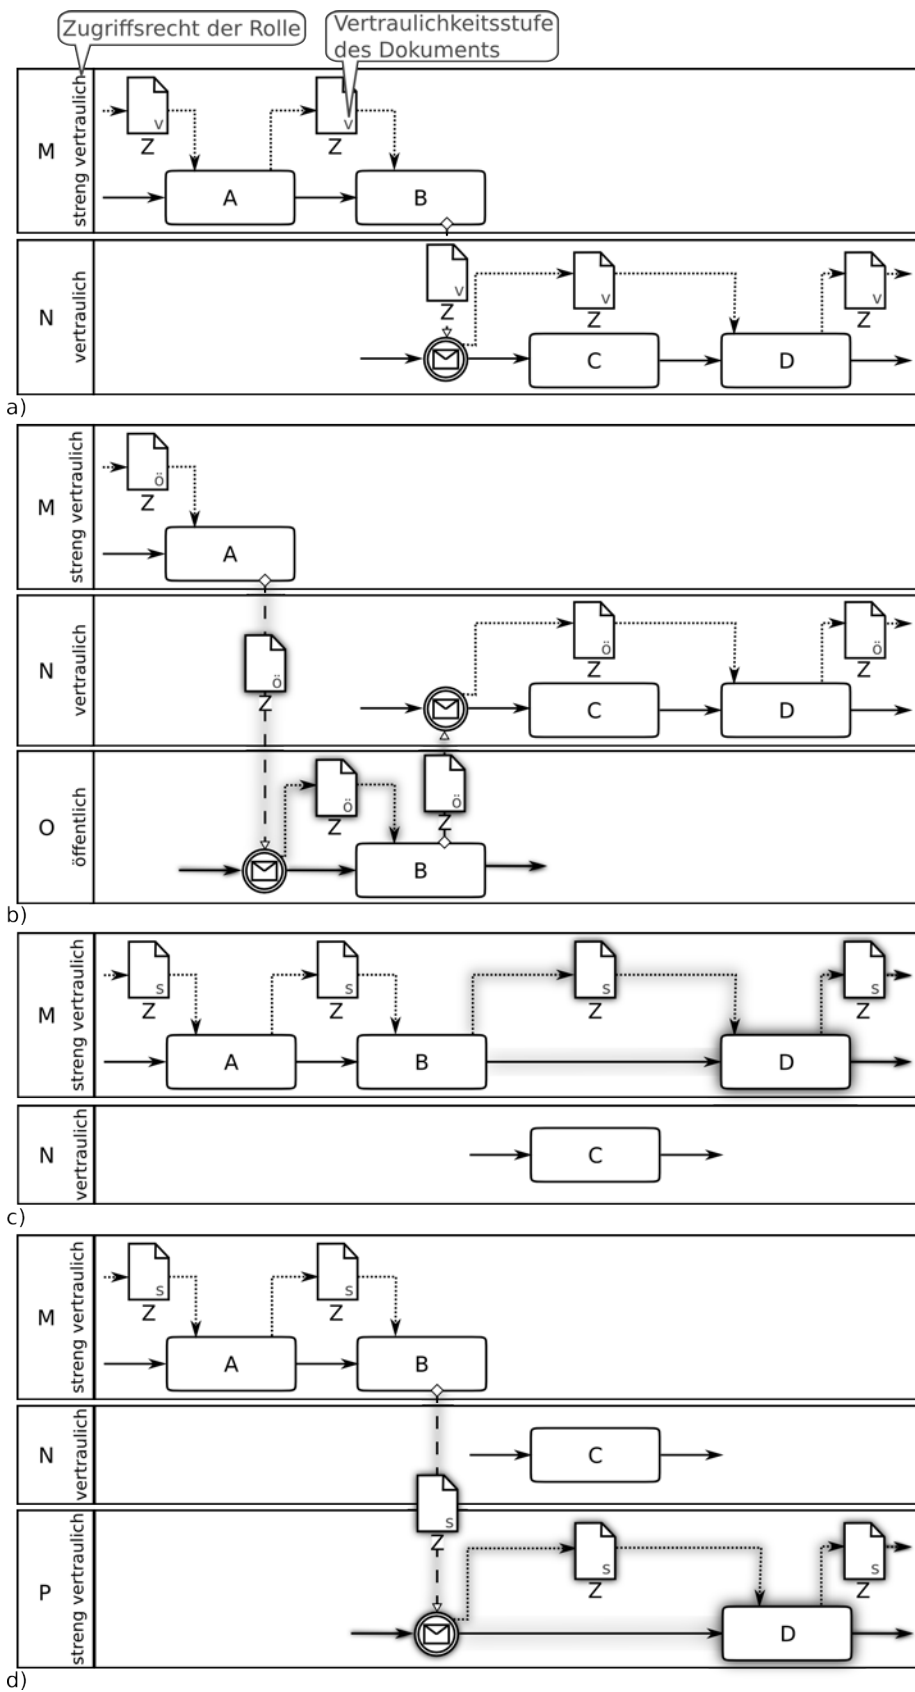 Zugriffsrecht der Rolle
Vertraulichkeitsstufe
des Dokuments
M
streng vertraulich
v
Z
v
Z
A
B
N
vertraulich
v
Z
v
Z
v
Z
C
D
a)
M
streng vertraulich
ö
Z
A
N
vertraulich
ö
Z
ö
Z
ö
Z
C
D
O
öffentlich
ö
Z
ö
Z
B
b)
M
streng vertraulich
s
Z
s
Z
s
Z
s
Z
A
B
D
N
vertraulich
C
c)
M
streng vertraulich
s
Z
s
Z
A
B
N
vertraulich
C
s
Z
P
streng vertraulich
s
Z
s
Z
D
d)